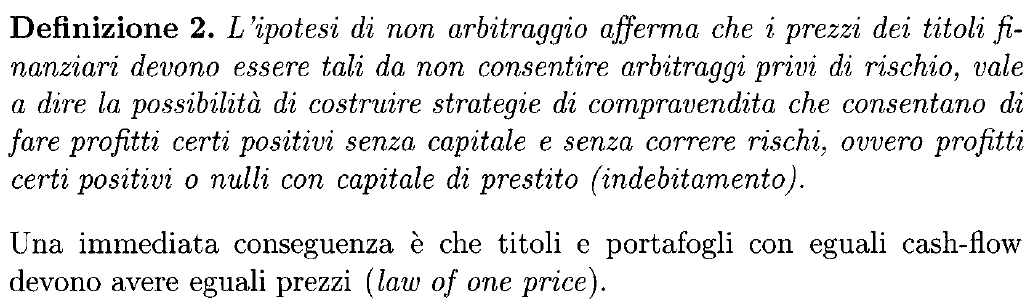 Definizione 2. L'ipotesi di non arbitraggio afferma che i prezzi dei titoli fi-
nanziari devono essere tali da non consentire arbitraggi privi di rischio, vale
a dire la possibilità di costruire strategie di compravendita che consentano di
fare profitti certi positivi senza capitale e senza correre rischi, ovvero profitti
certi positivi o nulli con capitale di prestito (indebitamento).
Una immediata conseguenza è che titoli e portafogli con eguali cash-flow
devono avere eguali prezzi (law of one price).